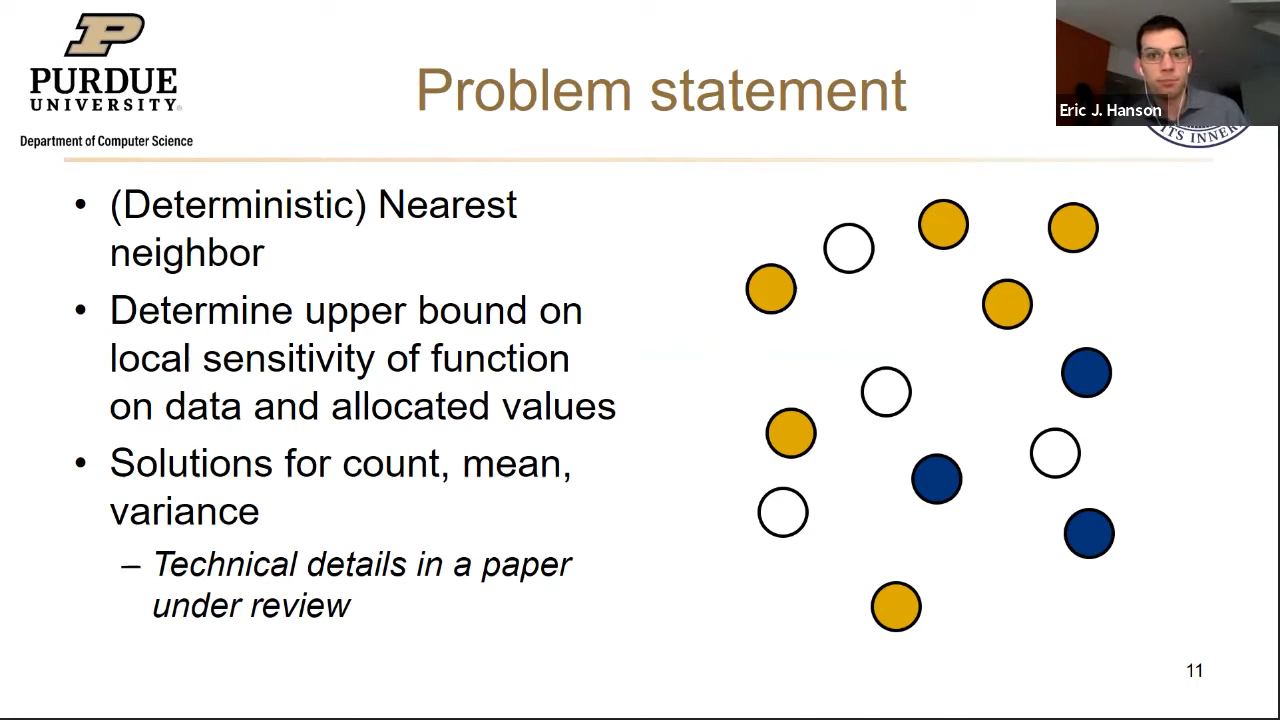 PURDUE
UNIVERSITY®
Department of Computer Science
Problem statement
Eric J. Hanson
ITS INNER
• (Deterministic) Nearest
neighbor
• Determine upper bound on
local sensitivity of function
on data and allocated values
• Solutions for count, mean,
variance
– Technical details in a paper
under review
11